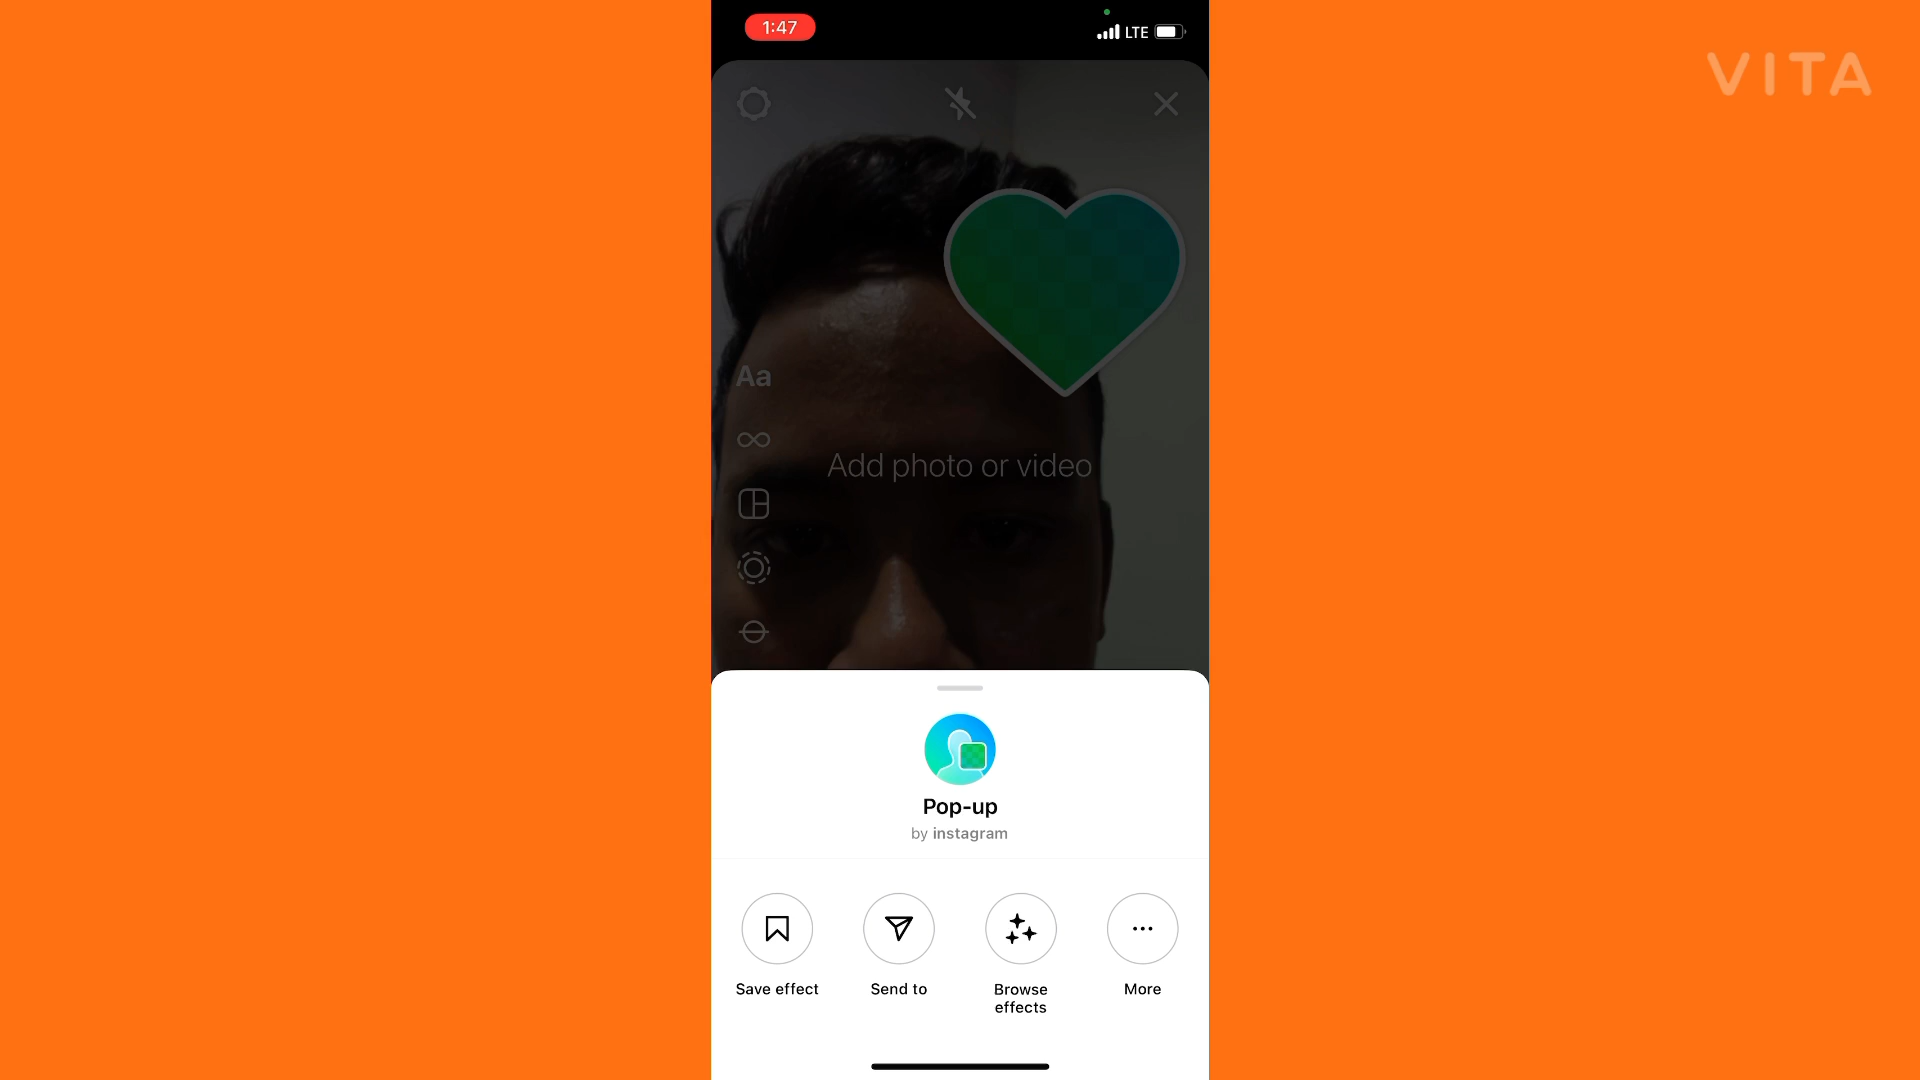 1:47
LTE
VITA
Aa
Add photo or video
Pop-up
by instagram
Save effect
Send to
Browse
effects
More